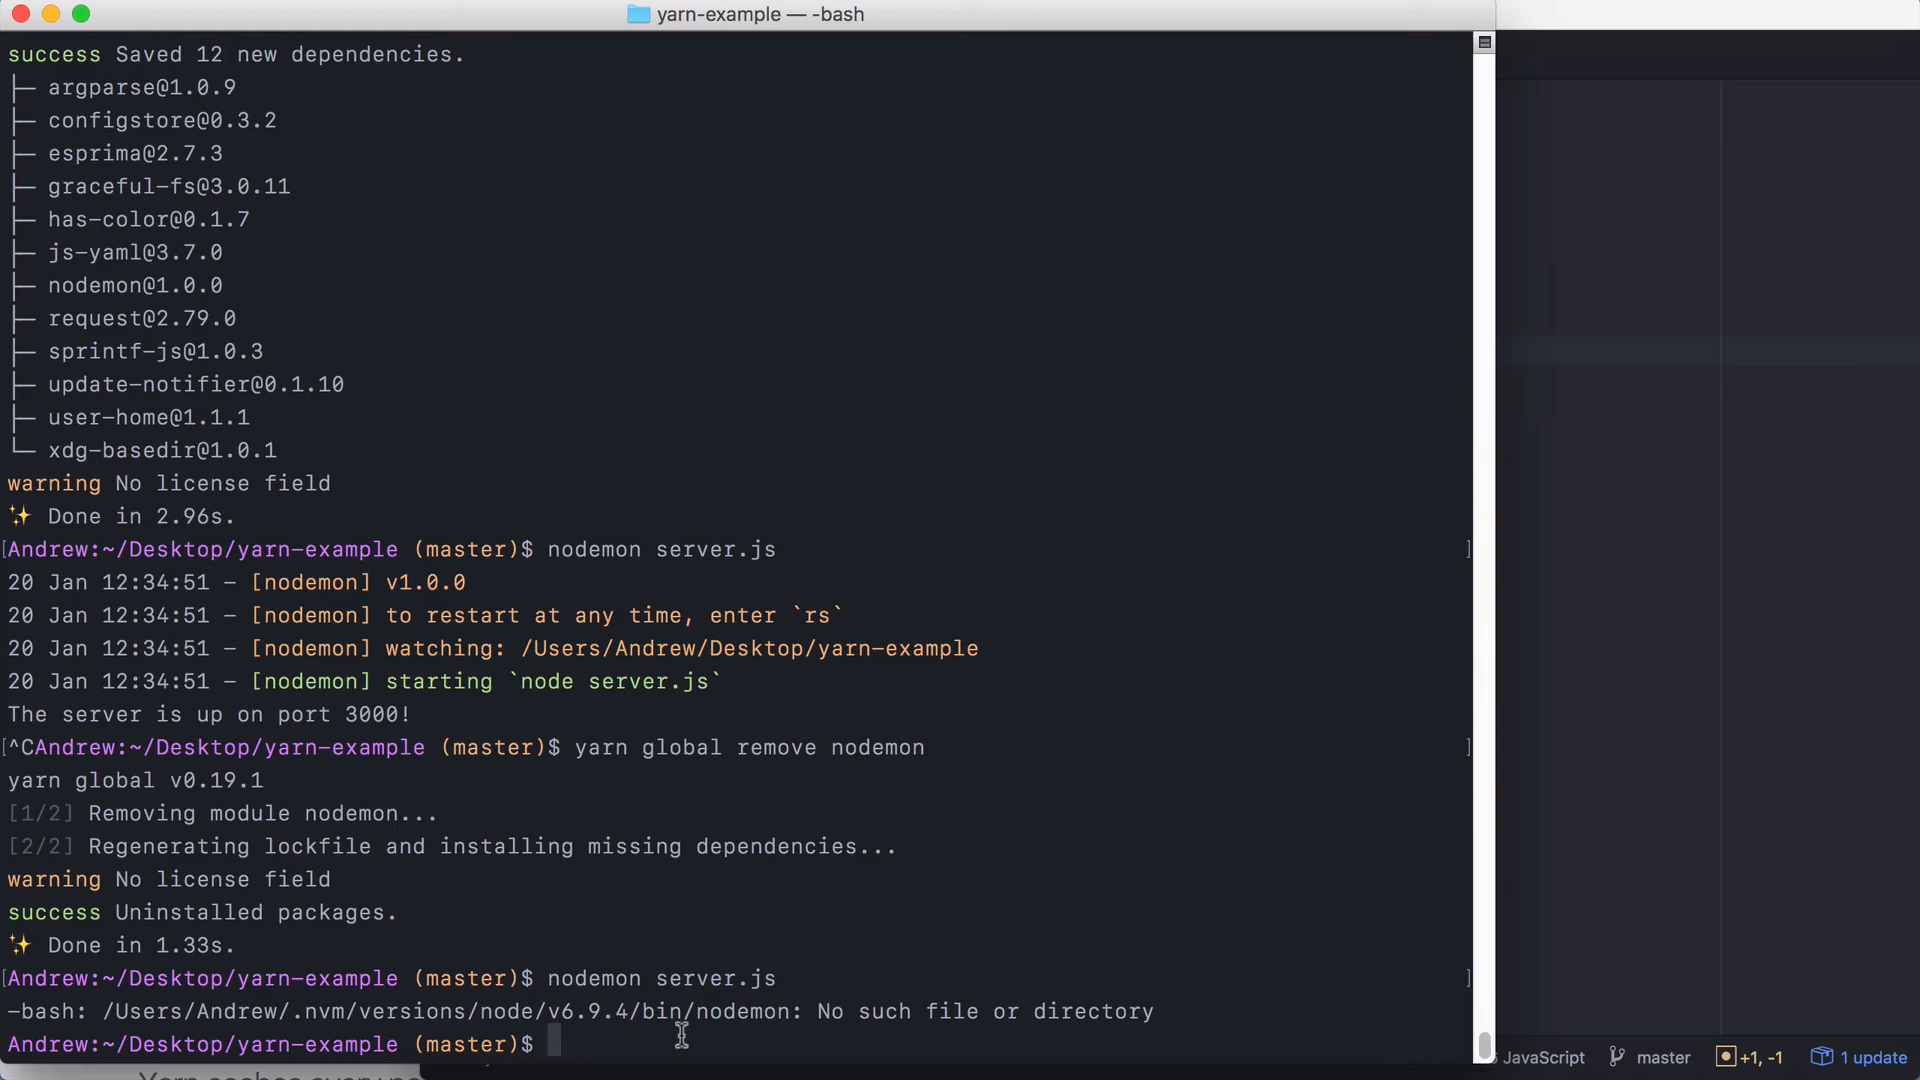 yarn-example — -bash
success Saved 12 new dependencies.
├─ argparse@1.0.9
├─ configstore@0.3.2
├─ esprima@2.7.3
├─ graceful-fs@3.0.11
├─ has-color@0.1.7
├─ js-yaml@3.7.0
├─ nodemon@1.0.0
├─ request@2.79.0
├─ sprintf-js@1.0.3
├─ update-notifier@0.1.10
├─ user-home@1.1.1
└─ xdg-basedir@1.0.1
warning No license field
✨ Done in 2.96s.
[Andrew:~/Desktop/yarn-example (master)$ nodemon server.js ]
20 Jan 12:34:51 - [nodemon] v1.0.0
20 Jan 12:34:51 - [nodemon] to restart at any time, enter `rs`
20 Jan 12:34:51 - [nodemon] watching: /Users/Andrew/Desktop/yarn-example
20 Jan 12:34:51 - [nodemon] starting `node server.js`
The server is up on port 3000!
[^CAndrew:~/Desktop/yarn-example (master)$ yarn global remove nodemon ]
yarn global v0.19.1
[1/2] Removing module nodemon...
[2/2] Regenerating lockfile and installing missing dependencies...
warning No license field
success Uninstalled packages.
✨ Done in 1.33s.
[Andrew:~/Desktop/yarn-example (master)$ nodemon server.js ]
-bash: /Users/Andrew/.nvm/versions/node/v6.9.4/bin/nodemon: No such file or directory
Andrew:~/Desktop/yarn-example (master)$
JavaScript master +1, -1 1 update